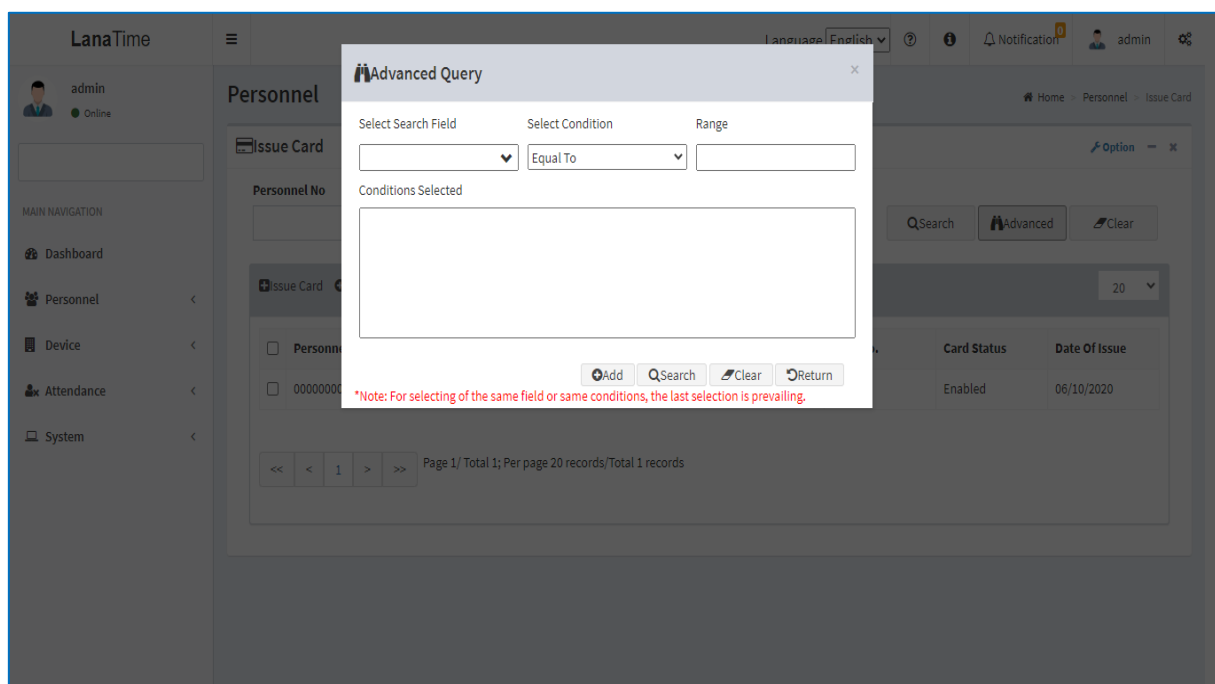 LanaTime
Language English
Notification 0
admin
admin
Online
Personnel
Home > Personnel > Issue Card
Advanced Query
×
Select Search Field
Select Condition
Range
Equal To
Conditions Selected
Add
Search
Clear
Return
*Note: For selecting of the same field or same conditions, the last selection is prevailing.
Issue Card
Option
Personnel No
Search
Advanced
Clear
MAIN NAVIGATION
Dashboard
Personnel
Device
Attendance
System
Issue Card
20
Card Status
Date Of Issue
Enabled
06/10/2020
<< < 1 > >>
Page 1/ Total 1; Per page 20 records/Total 1 records